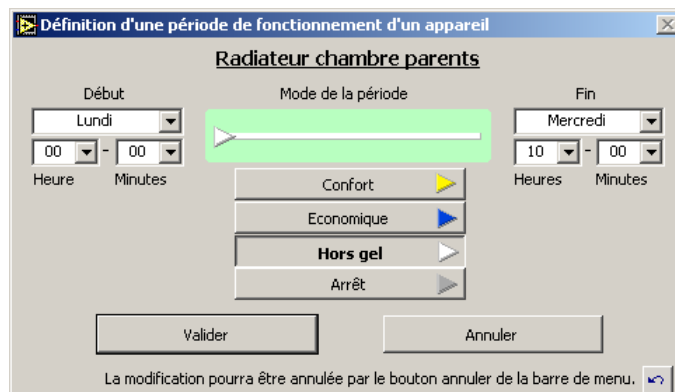 Définition d'une période de fonctionnement d'un appareil
Radiateur chambre parents
Début Mode de la période Fin
Lundi Mercredi
00 - 00 10 - 00
Heure Minutes Heures Minutes
Confort
Economique
Hors gel
Arrêt
Valider Annuler
La modification pourra être annulée par le bouton annuler de la barre de menu.